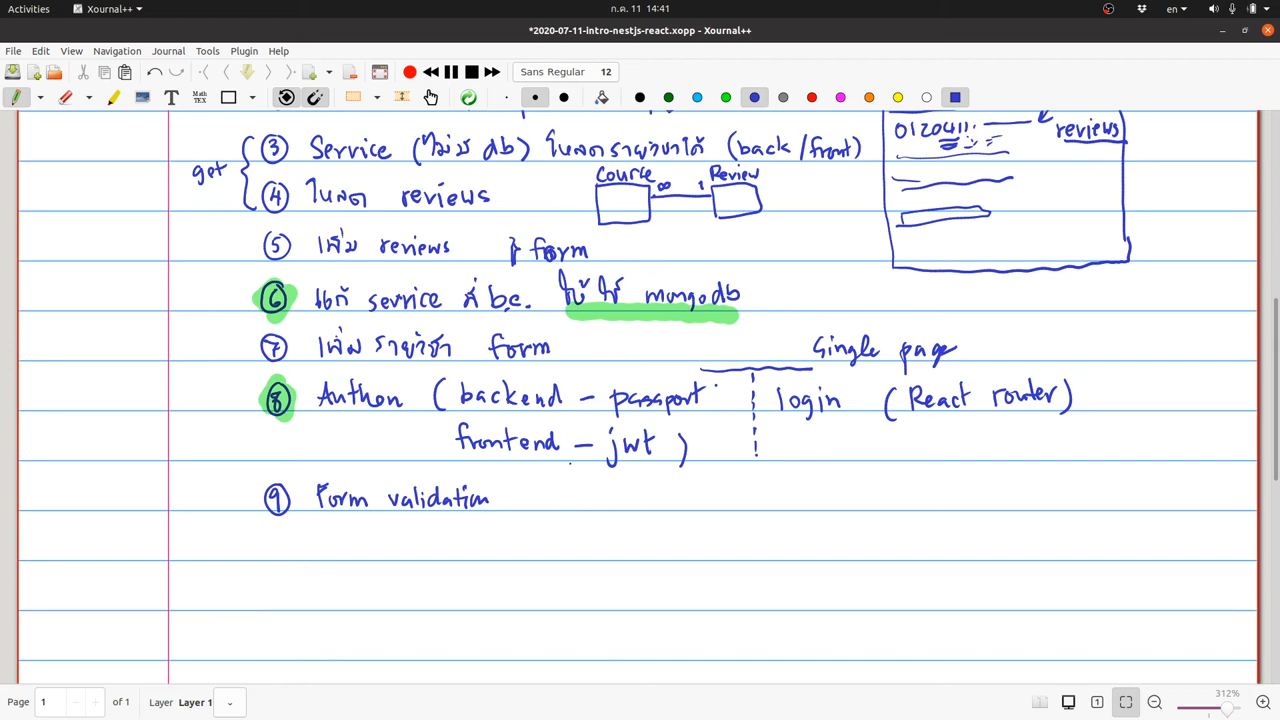 Activities Xournal++ ก.ค. 11 14:41 en
*2020-07-11-intro-nestjs-react.xopp - Xournal++
File Edit View Navigation Journal Tools Plugin Help
Sans Regular 12
get
③ Service (ไม่มี db) โหลดรายวิชาได้ (back/front)
④ โหลด reviews
Course ∞ 1 Review
0120411 reviews
⑤ เพิ่ม reviews } form
⑥ แก้ service ที่ b.e. ให้ใช้ mongodb
⑦ เพิ่มรายวิชา form
Single page
⑧ Authen (backend - passport login (React router)
frontend - jwt)
⑨ Form validation
Page 1 of 1 Layer Layer 1 312%